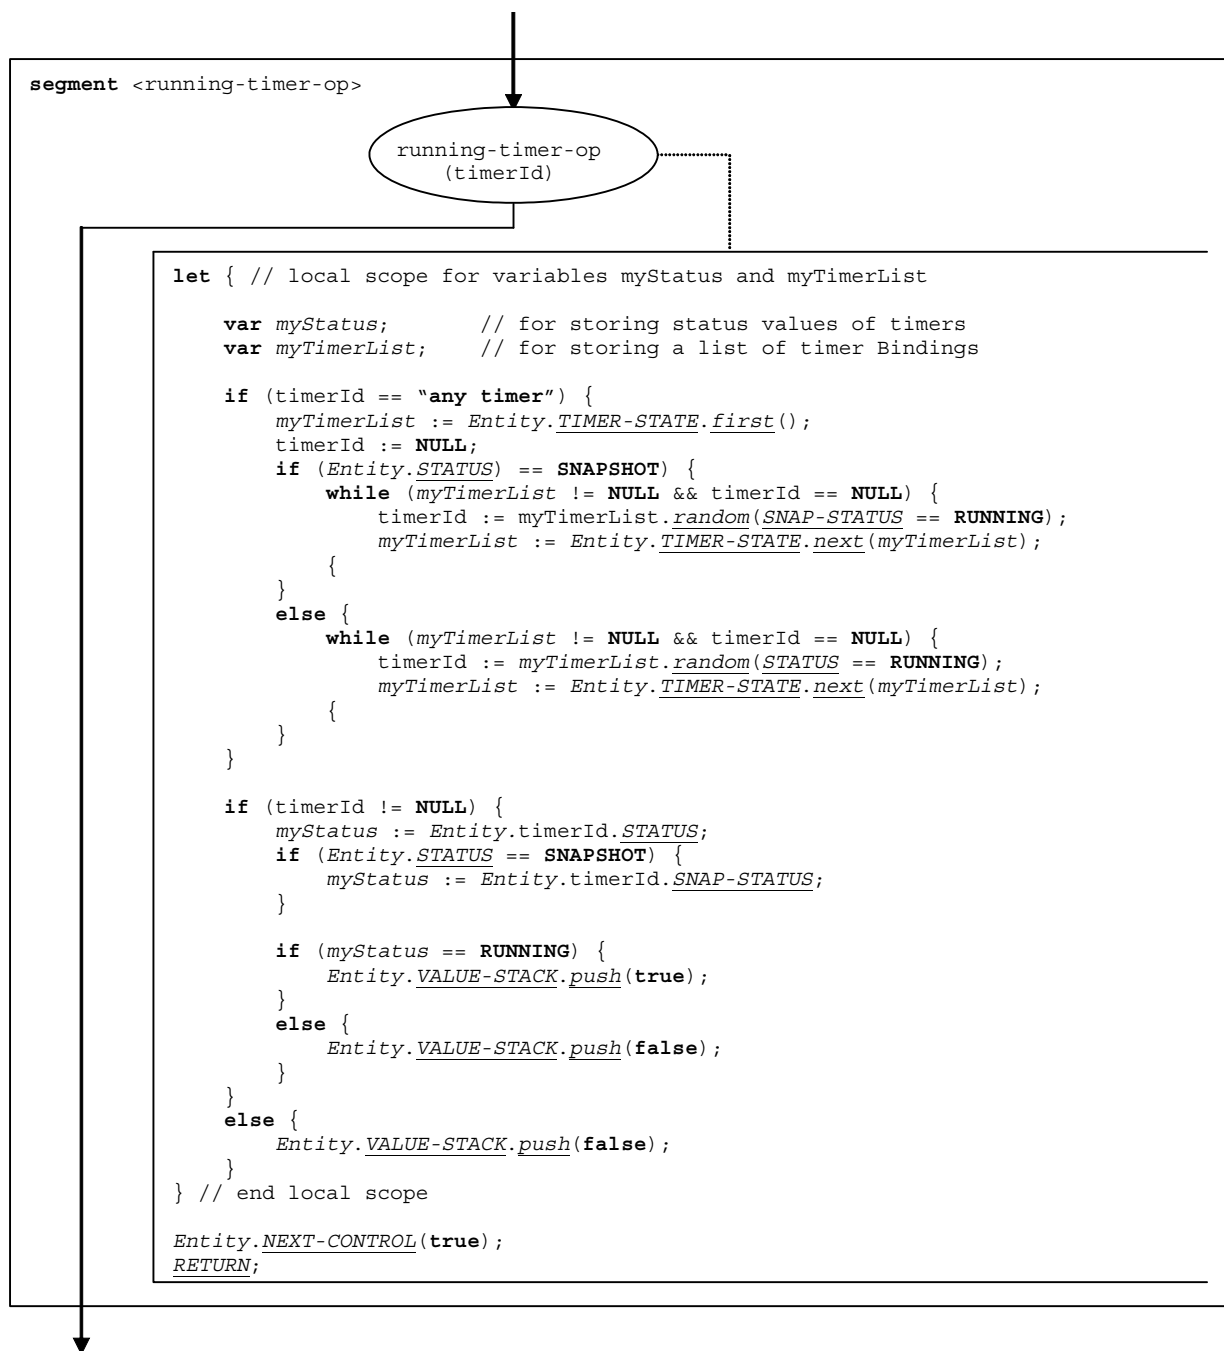 segment <running-timer-op>
running-timer-op
(timerId)
let { // local scope for variables myStatus and myTimerList
var myStatus; // for storing status values of timers
var myTimerList; // for storing a list of timer Bindings
if (timerId == “any timer”) {
myTimerList := Entity.TIMER-STATE.first();
timerId := NULL;
if (Entity.STATUS) == SNAPSHOT) {
while (myTimerList != NULL && timerId == NULL) {
timerId := myTimerList.random(SNAP-STATUS == RUNNING);
myTimerList := Entity.TIMER-STATE.next(myTimerList);
{
}
else {
while (myTimerList != NULL && timerId == NULL) {
timerId := myTimerList.random(STATUS == RUNNING);
myTimerList := Entity.TIMER-STATE.next(myTimerList);
{
}
}
if (timerId != NULL) {
myStatus := Entity.timerId.STATUS;
if (Entity.STATUS == SNAPSHOT) {
myStatus := Entity.timerId.SNAP-STATUS;
}
if (myStatus == RUNNING) {
Entity.VALUE-STACK.push(true);
}
else {
Entity.VALUE-STACK.push(false);
}
}
else {
Entity.VALUE-STACK.push(false);
}
} // end local scope
Entity.NEXT-CONTROL(true);
RETURN;